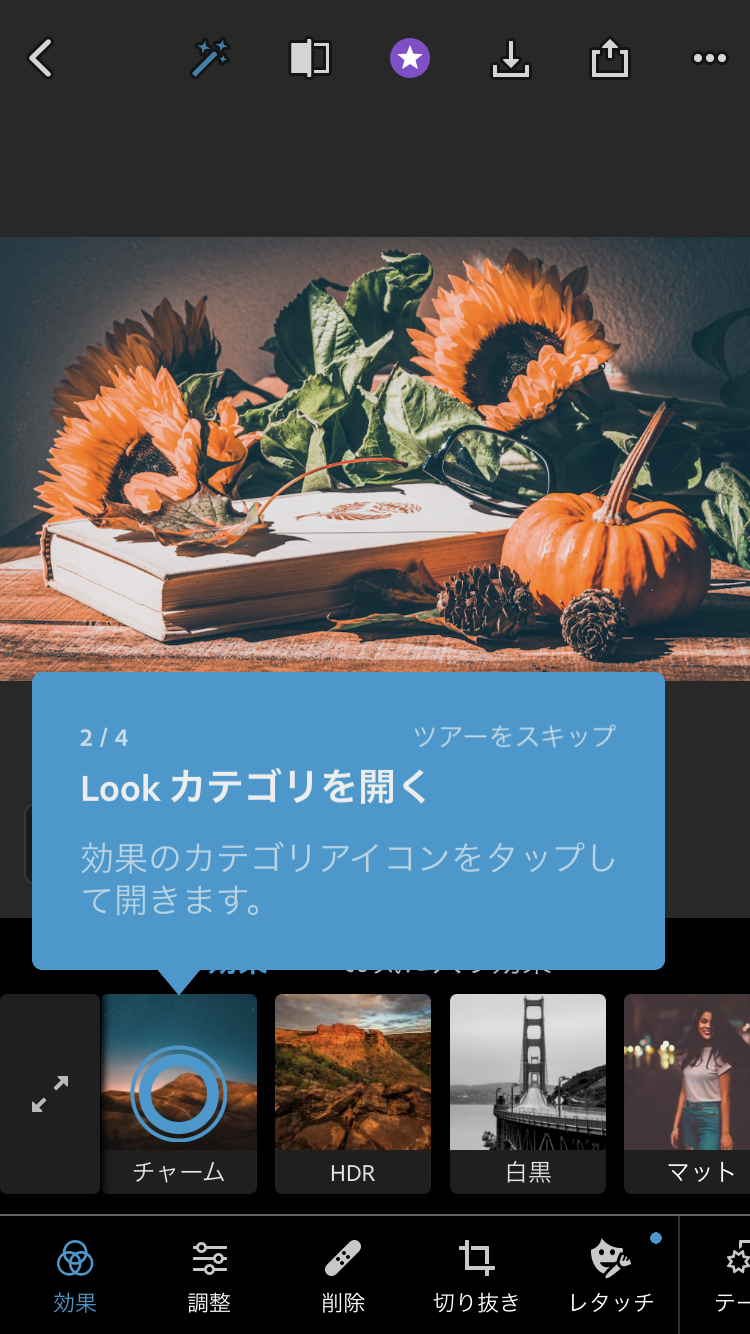 2 / 4
ツアーをスキップ
Look カテゴリを開く
効果のカテゴリアイコンをタップし
て開きます。
チャーム
HDR
白黒
マット
効果
調整
削除
切り抜き
レタッチ
テー